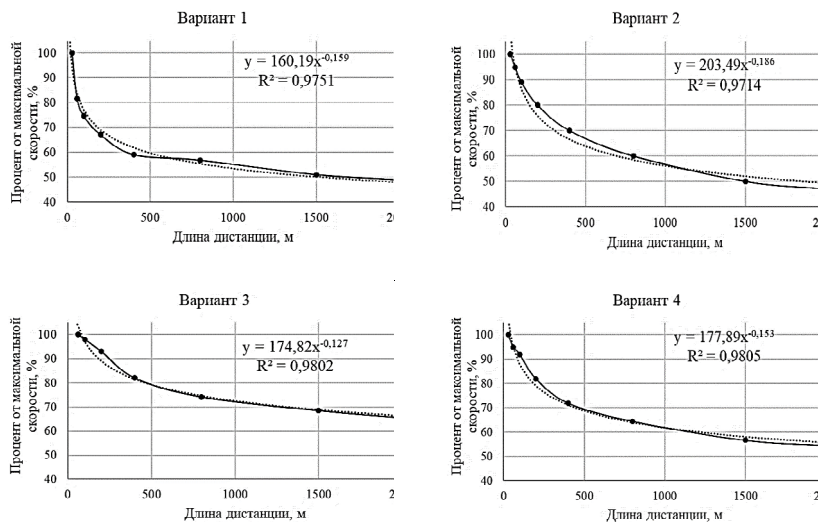 Вариант 1
Процент от максимальной
скорости, %
100
90
80
70
60
50
40
y = 160,19x^-0,159
R² = 0,9751
0
500
1000
1500
20
Длина дистанции, м
Вариант 2
Процент от максимальной
скорости, %
100
90
80
70
60
50
40
y = 203,49x^-0,186
R² = 0,9714
0
500
1000
1500
2
Длина дистанции, м
Вариант 3
Процент от максимальной
скорости, %
100
90
80
70
60
50
40
y = 174,82x^-0,127
R² = 0,9802
0
500
1000
1500
2
Длина дистанции, м
Вариант 4
Процент от максимальной
скорости, %
100
90
80
70
60
50
40
y = 177,89x^-0,153
R² = 0,9805
0
500
1000
1500
2
Длина дистанции, м